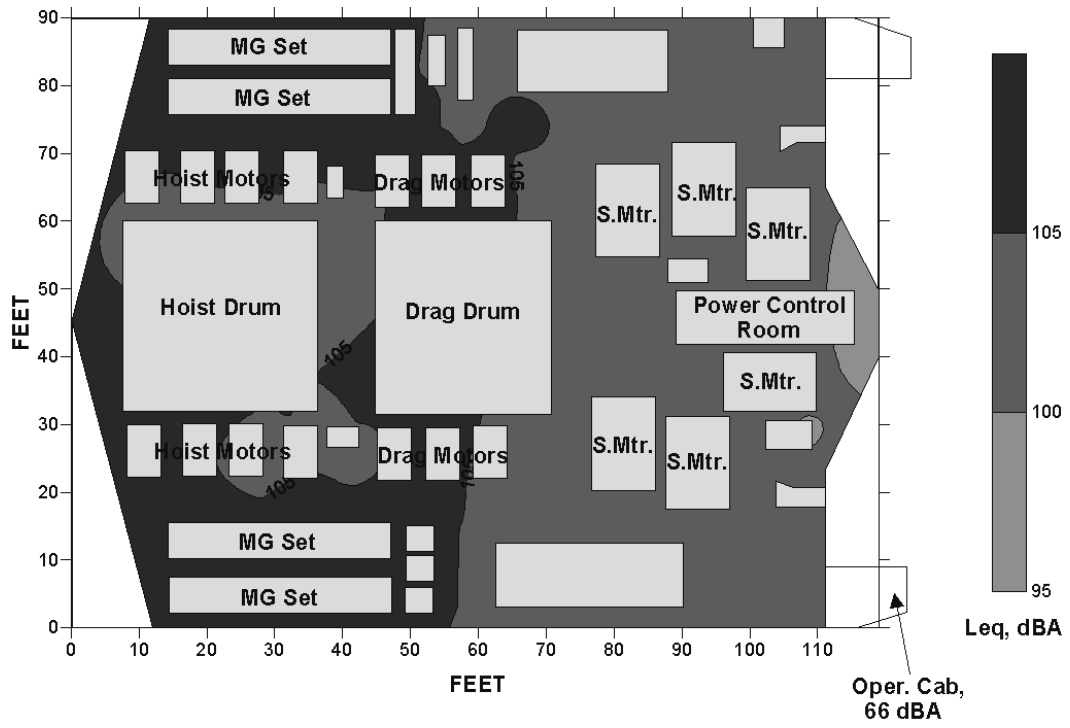 90
80
70
60
50
40
30
20
10
0
FEET
0
10
20
30
40
50
60
70
80
90
100
110
FEET
MG Set
MG Set
Hoist Motors
Drag Motors
105
S.Mtr.
S.Mtr.
S.Mtr.
Hoist Drum
Drag Drum
Power Control
Room
105
S.Mtr.
Hoist Motors
Drag Motors
S.Mtr.
S.Mtr.
105
105
MG Set
MG Set
105
100
95
Leq, dBA
Oper. Cab,
66 dBA